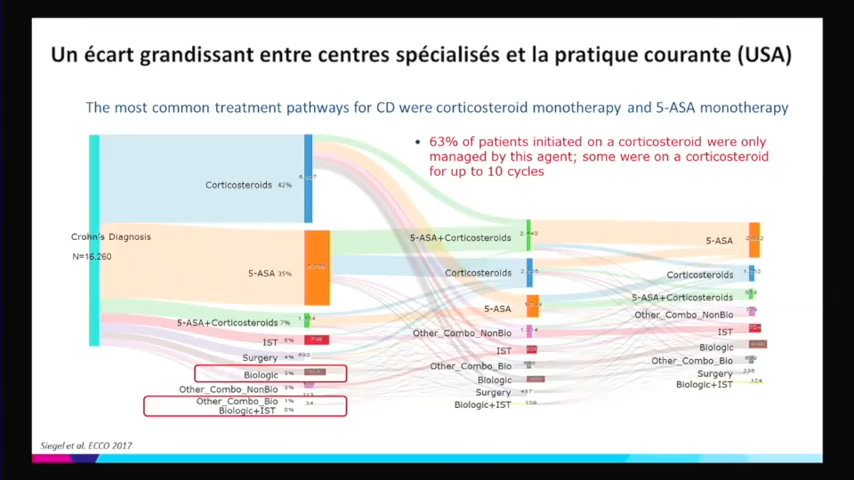 Un écart grandissant entre centres spécialisés et la pratique courante (USA)
The most common treatment pathways for CD were corticosteroid monotherapy and 5-ASA monotherapy
• 63% of patients initiated on a corticosteroid were only
managed by this agent; some were on a corticosteroid
for up to 10 cycles
Crohn's Diagnosis
N=16,260
Corticosteroids 42%
5-ASA 35%
5-ASA+Corticosteroids 7%
IST 5%
Surgery 4%
Biologic 3%
Other_Combo_NonBio 3%
Other_Combo_Bio 1%
Biologic+IST 0%
5-ASA+Corticosteroids
Corticosteroids
5-ASA
Other_Combo_NonBio
IST
Other_Combo_Bio
Biologic
Surgery
Biologic+IST
5-ASA
Corticosteroids
5-ASA+Corticosteroids
Other_Combo_NonBio
IST
Biologic
Other_Combo_Bio
Surgery
Biologic+IST
Siegel et al. ECCO 2017